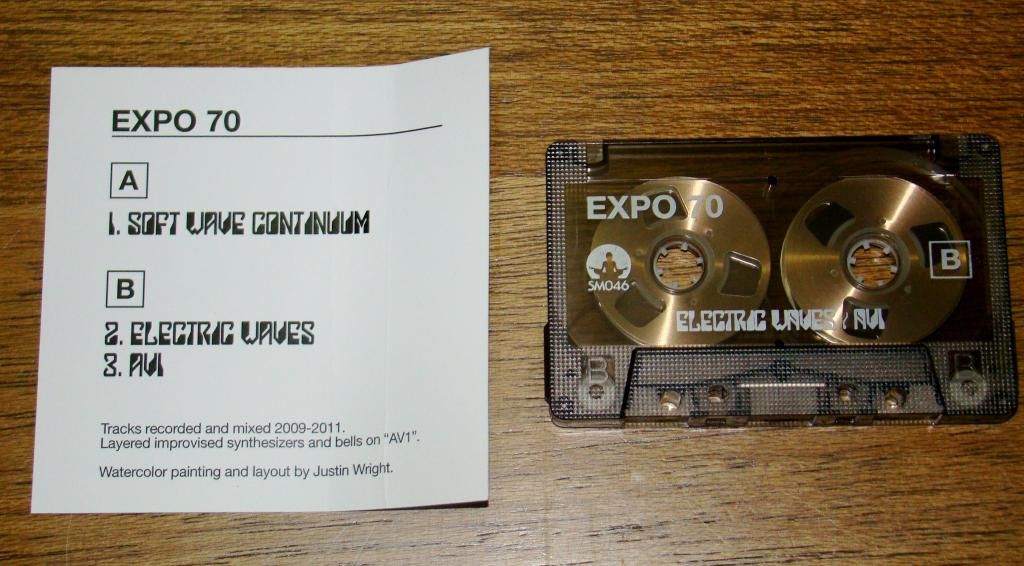 EXPO 70
A
1. SOFT WAVE CONTINUUM
B
2. ELECTRIC WAVES
3. AV1
Tracks recorded and mixed 2009-2011.
Layered improvised synthesizers and bells on “AV1”.
Watercolor painting and layout by Justin Wright.
EXPO 70
B
SM046
ELECTRIC WAVES / AV1
B
B